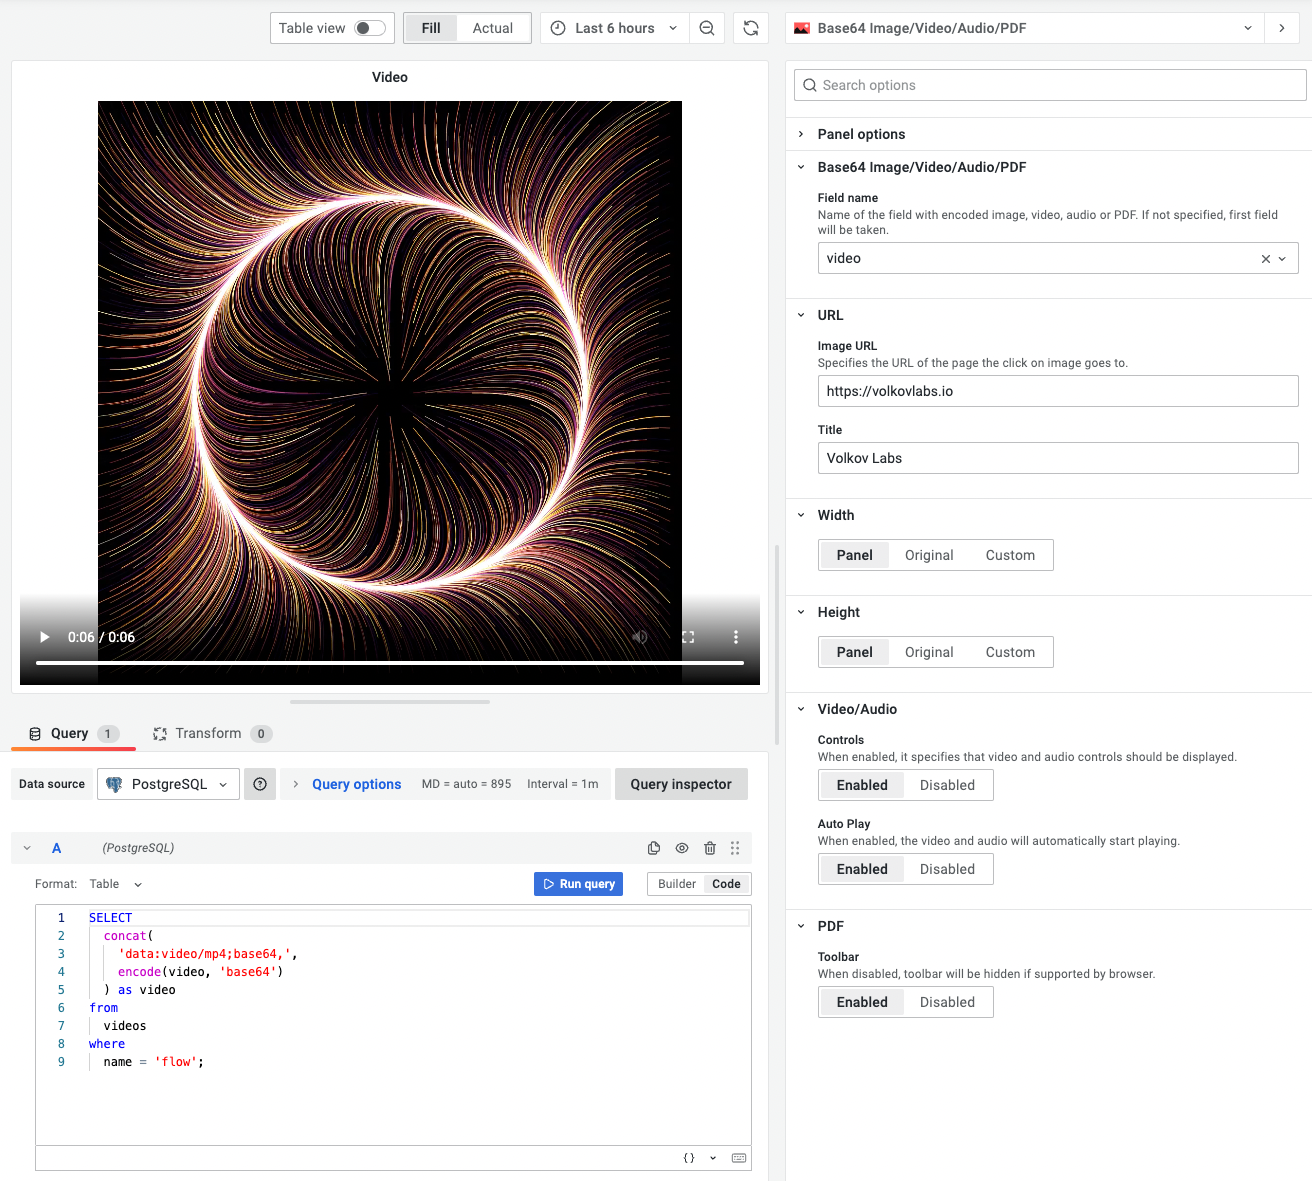 Table view
Fill
Actual
Last 6 hours
Base64 Image/Video/Audio/PDF
Video
0:06 / 0:06
Query 1
Transform 0
Data source
PostgreSQL
Query options
MD = auto = 895
Interval = 1m
Query inspector
A
(PostgreSQL)
Format: Table
Run query
Builder
Code
1 SELECT
2 concat(
3 'data:video/mp4;base64,',
4 encode(video, 'base64')
5 ) as video
6 from
7 videos
8 where
9 name = 'flow';
{}
Search options
Panel options
Base64 Image/Video/Audio/PDF
Field name
Name of the field with encoded image, video, audio or PDF. If not specified, first field
will be taken.
video
URL
Image URL
Specifies the URL of the page the click on image goes to.
https://volkovlabs.io
Title
Volkov Labs
Width
Panel Original Custom
Height
Panel Original Custom
Video/Audio
Controls
When enabled, it specifies that video and audio controls should be displayed.
Enabled Disabled
Auto Play
When enabled, the video and audio will automatically start playing.
Enabled Disabled
PDF
Toolbar
When disabled, toolbar will be hidden if supported by browser.
Enabled Disabled